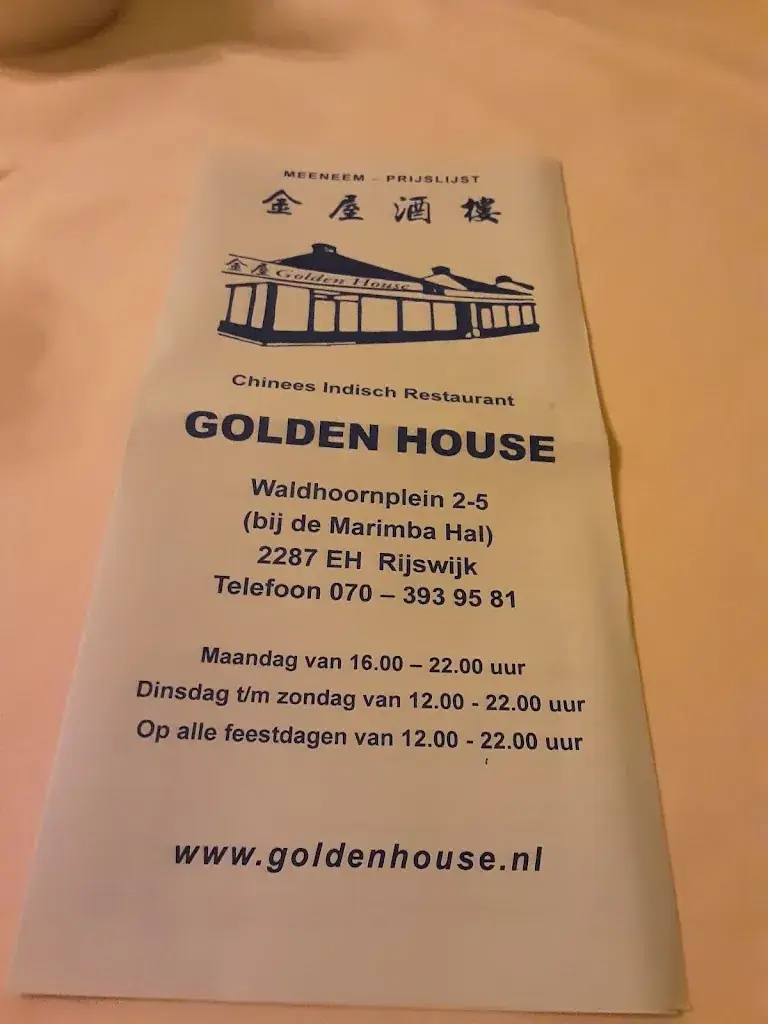 MEENEEM - PRIJSLIJST
金屋酒樓
金屋 Golden House
Chinees Indisch Restaurant
GOLDEN HOUSE
Waldhoornplein 2-5
(bij de Marimba Hal)
2287 EH Rijswijk
Telefoon 070 – 393 95 81
Maandag van 16.00 – 22.00 uur
Dinsdag t/m zondag van 12.00 - 22.00 uur
Op alle feestdagen van 12.00 - 22.00 uur
www.goldenhouse.nl